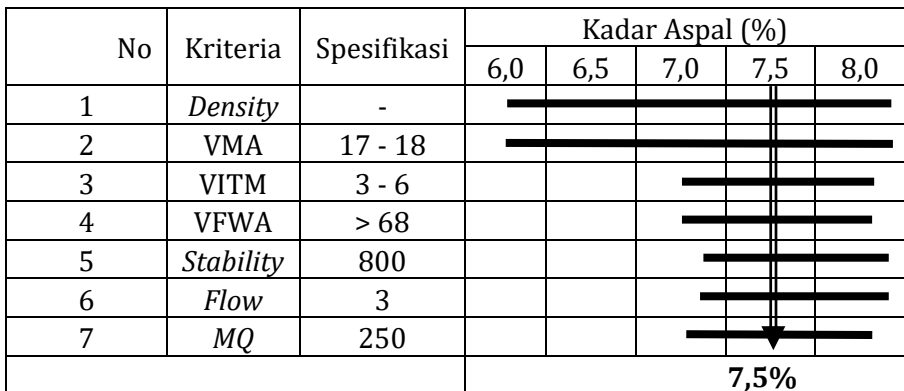 No Kriteria Spesifikasi Kadar Aspal (%)
6,0 6,5 7,0 7,5 8,0
1 Density -
2 VMA 17 - 18
3 VITM 3 - 6
4 VFWA > 68
5 Stability 800
6 Flow 3
7 MQ 250
7,5%